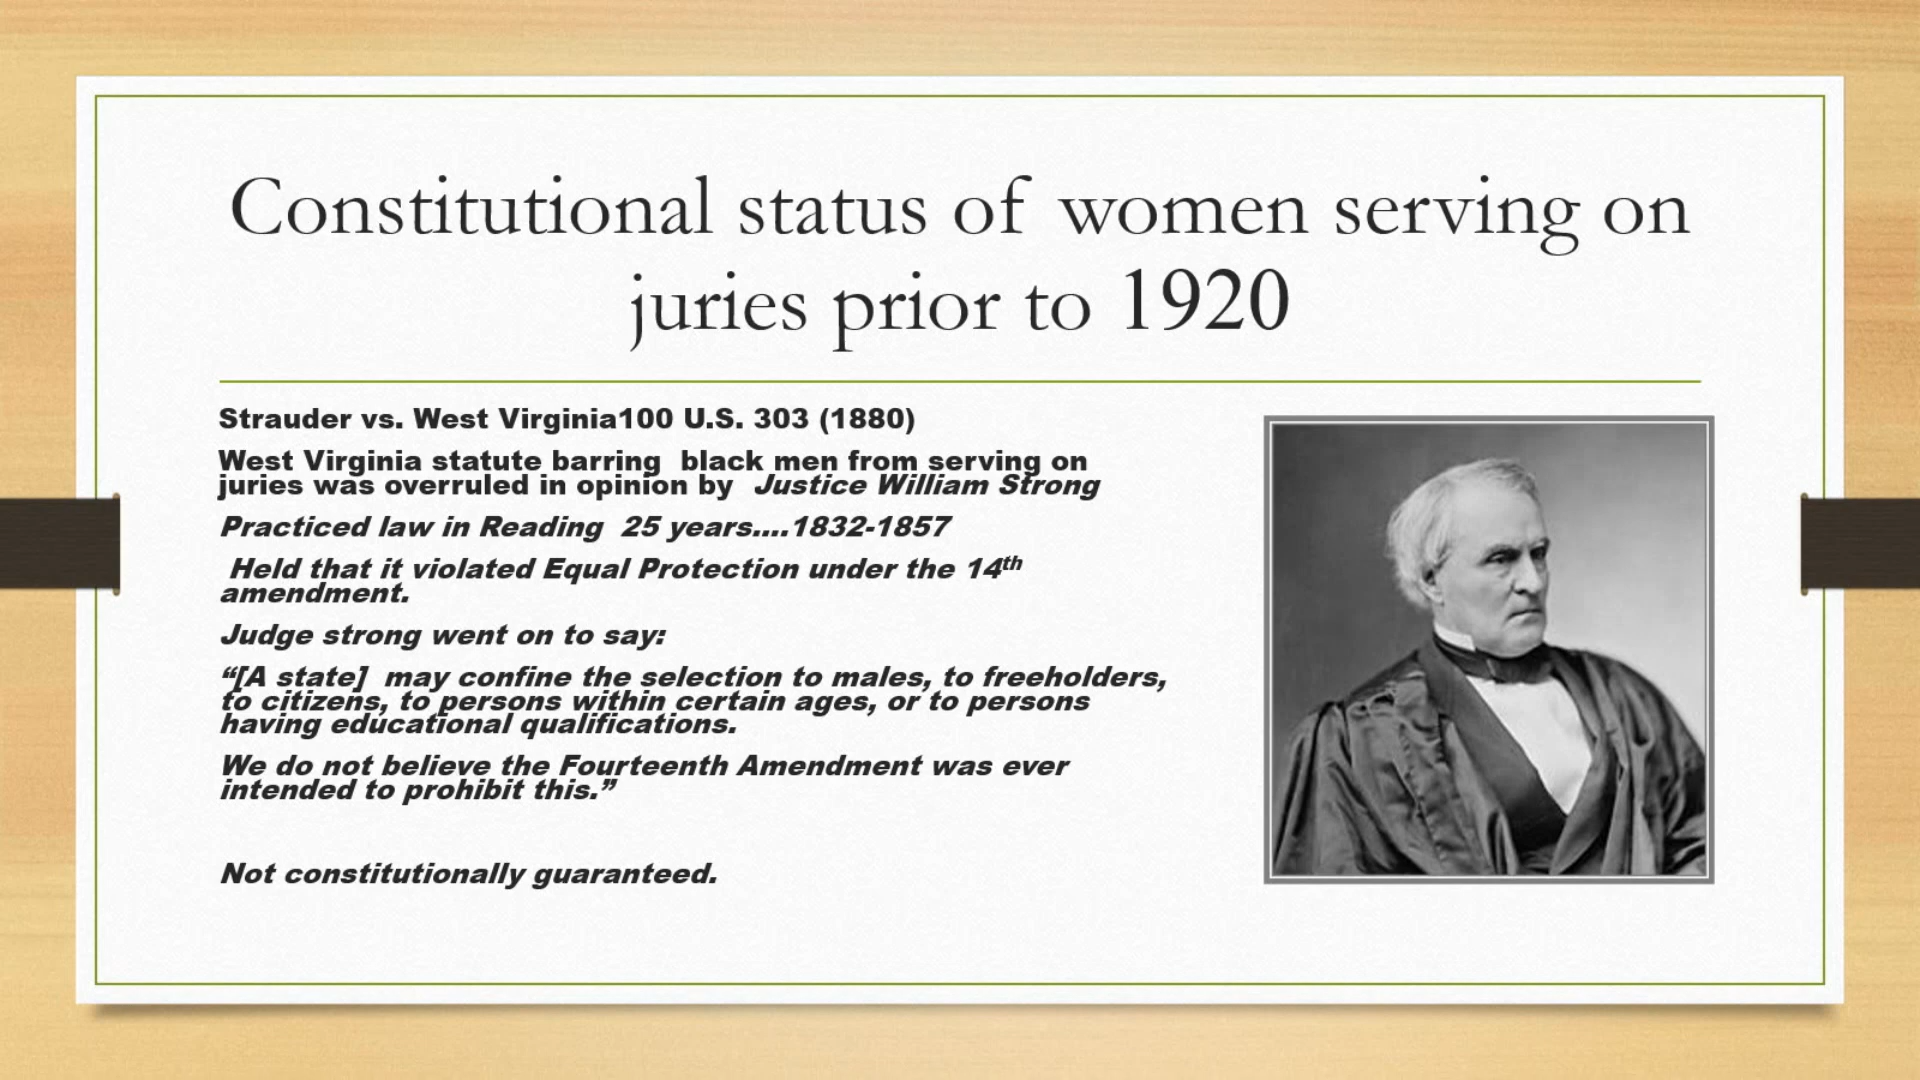 Constitutional status of women serving on
juries prior to 1920
Strauder vs. West Virginia100 U.S. 303 (1880)
West Virginia statute barring  black men from serving on
juries was overruled in opinion by  Justice William Strong
Practiced law in Reading  25 years....1832-1857
Held that it violated Equal Protection under the 14th
amendment.
Judge strong went on to say:
“[A state]  may confine the selection to males, to freeholders,
to citizens, to persons within certain ages, or to persons
having educational qualifications.
We do not believe the Fourteenth Amendment was ever
intended to prohibit this.”
Not constitutionally guaranteed.